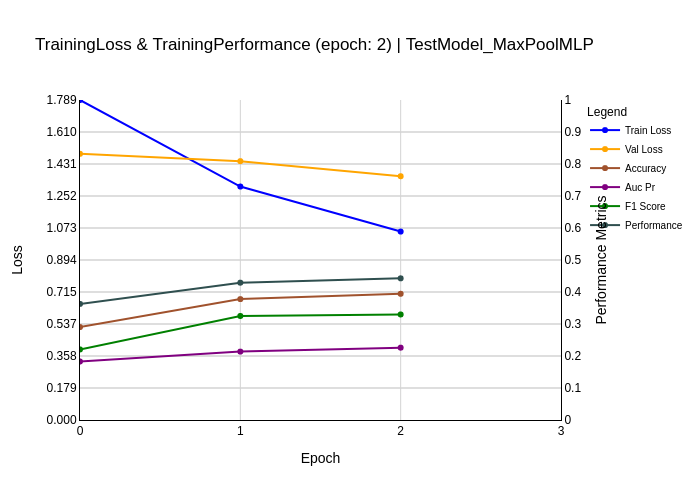 TrainingLoss & TrainingPerformance (epoch: 2) | TestModel_MaxPoolMLP
1.789
1.610
1.431
1.252
1.073
0.894
0.715
0.537
0.358
0.179
0.000
Loss
0
1
2
3
Epoch
1
0.9
0.8
0.7
0.6
0.5
0.4
0.3
0.2
0.1
0
Performance Metrics
Legend
Train Loss
Val Loss
Accuracy
Auc Pr
F1 Score
Performance